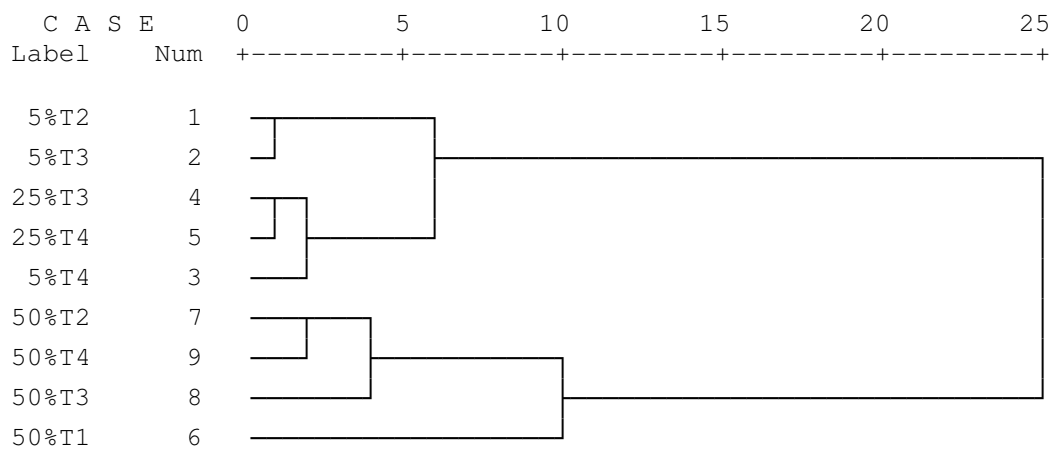 C A S E 0 5 10 15 20 25
Label Num +---------+---------+---------+---------+---------+
5%T2 1
5%T3 2
25%T3 4
25%T4 5
5%T4 3
50%T2 7
50%T4 9
50%T3 8
50%T1 6